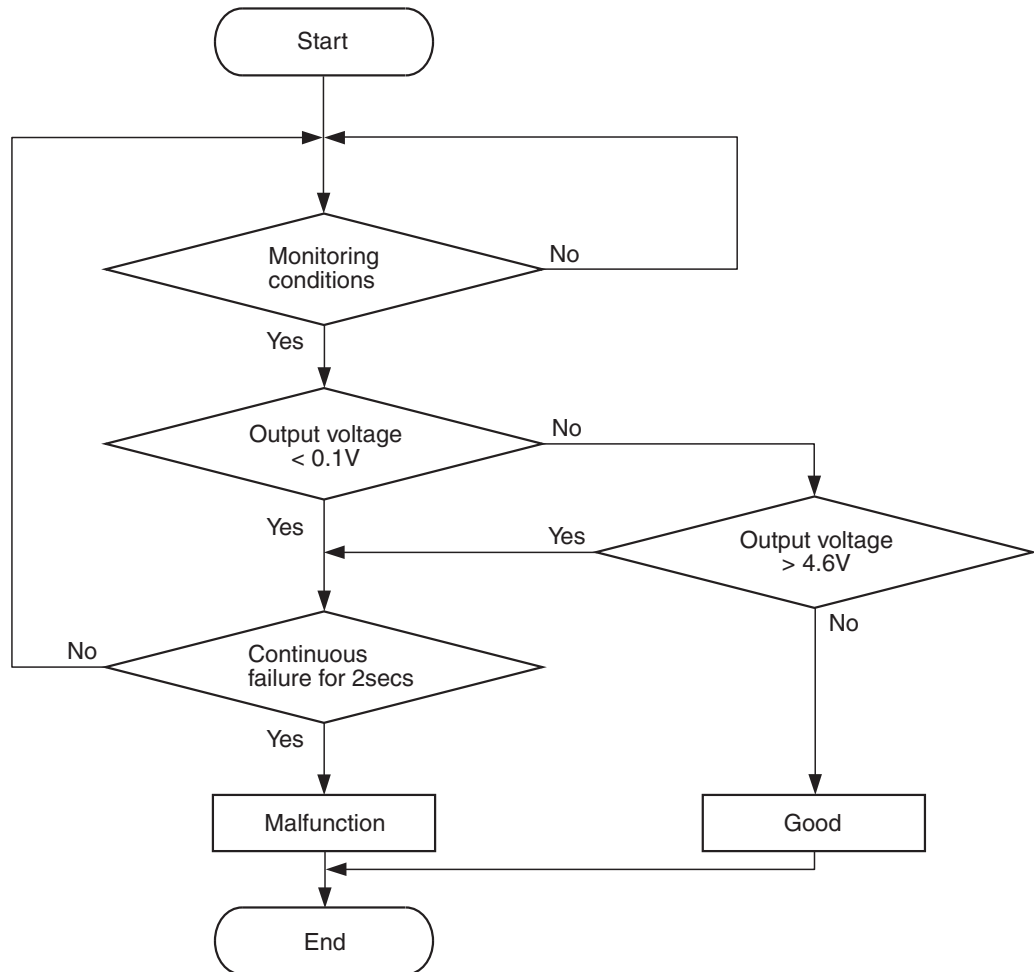 Start
Monitoring
conditions
No
Yes
Output voltage
< 0.1V
No
Yes
Yes
Output voltage
> 4.6V
No
No
Continuous
failure for 2secs
Yes
Malfunction
Good
End